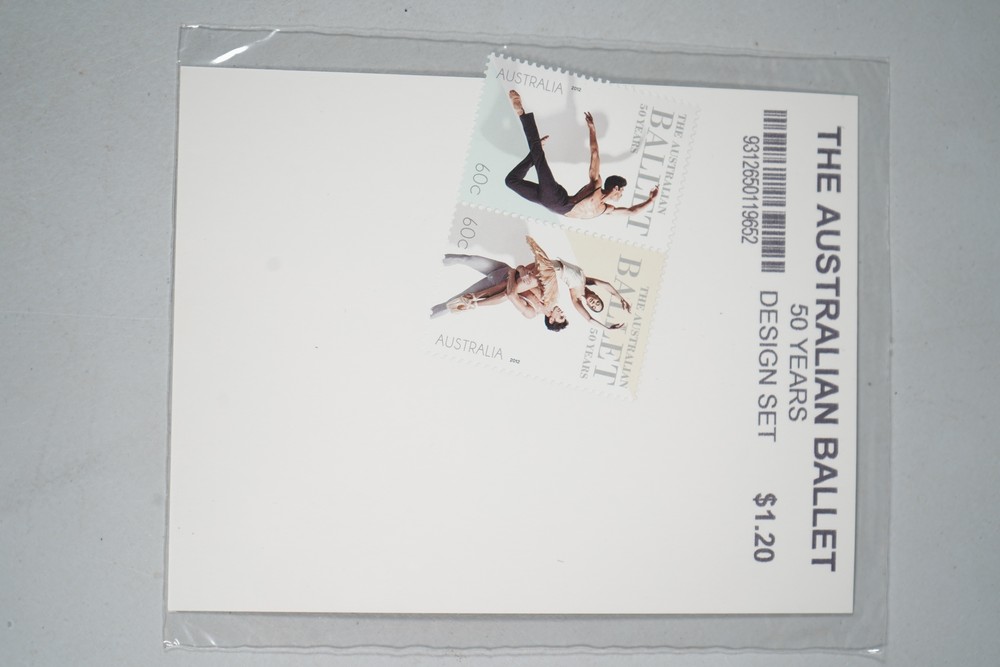 THE AUSTRALIAN BALLET
50 YEARS
DESIGN SET
9312650119652
$1.20
AUSTRALIA 2012
60c
THE AUSTRALIAN
BALLET
50 YEARS
60c
THE AUSTRALIAN
BALLET
50 YEARS
AUSTRALIA 2012